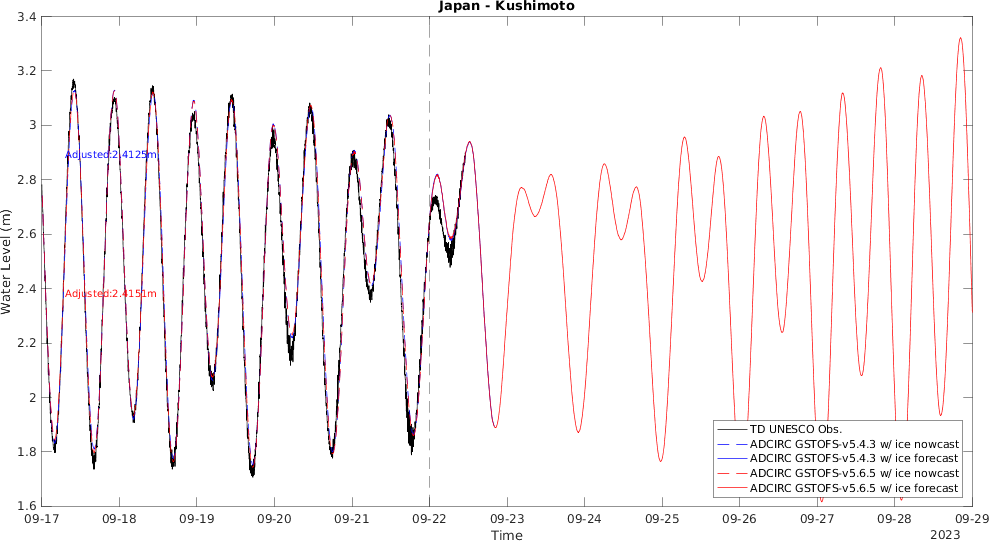 Japan - Kushimoto
3.4
3.2
3
2.8
2.6
2.4
2.2
2
1.8
1.6
Water Level (m)
Adjusted:2.4125m
Adjusted:2.4151m
TD UNESCO Obs.
ADCIRC GSTOFS-v5.4.3 w/ ice nowcast
ADCIRC GSTOFS-v5.4.3 w/ ice forecast
ADCIRC GSTOFS-v5.6.5 w/ ice nowcast
ADCIRC GSTOFS-v5.6.5 w/ ice forecast
09-17 09-18 09-19 09-20 09-21 09-22 09-23 09-24 09-25 09-26 09-27 09-28 09-29
Time
2023